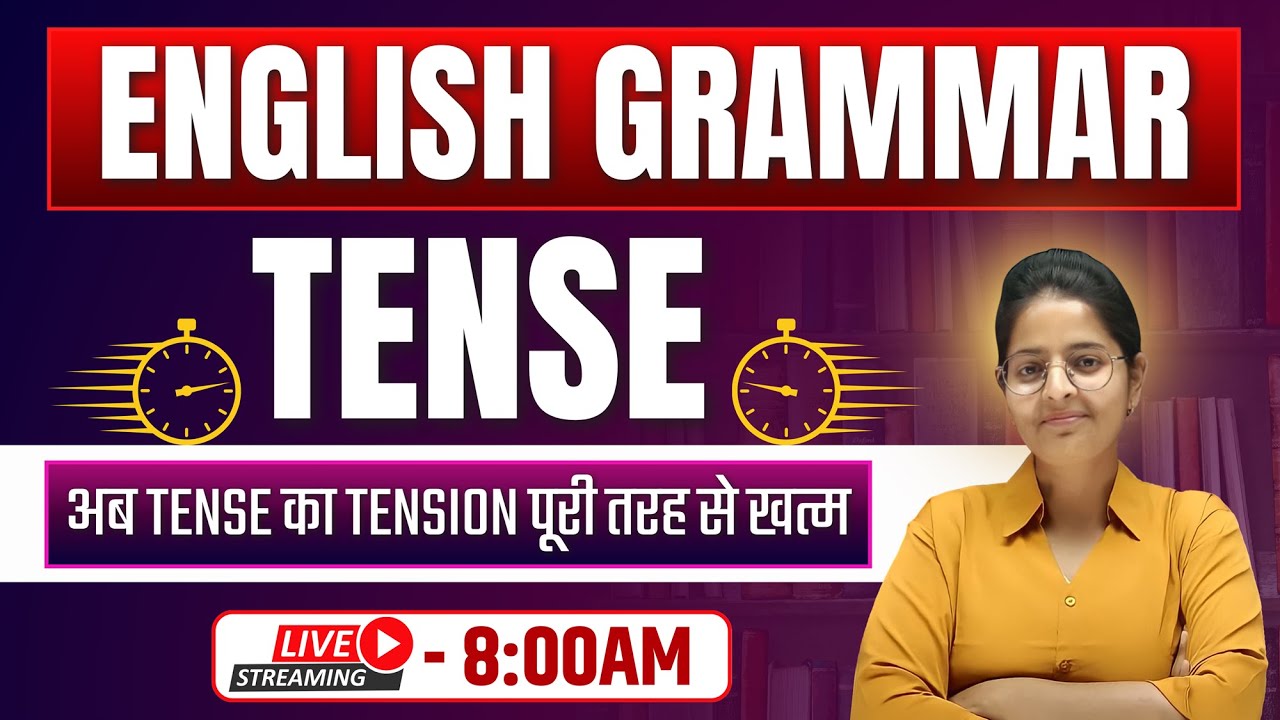 ENGLISH GRAMMAR
TENSE
अब TENSE का TENSION पूरी तरह से खत्म
LIVE
STREAMING
- 8:00AM